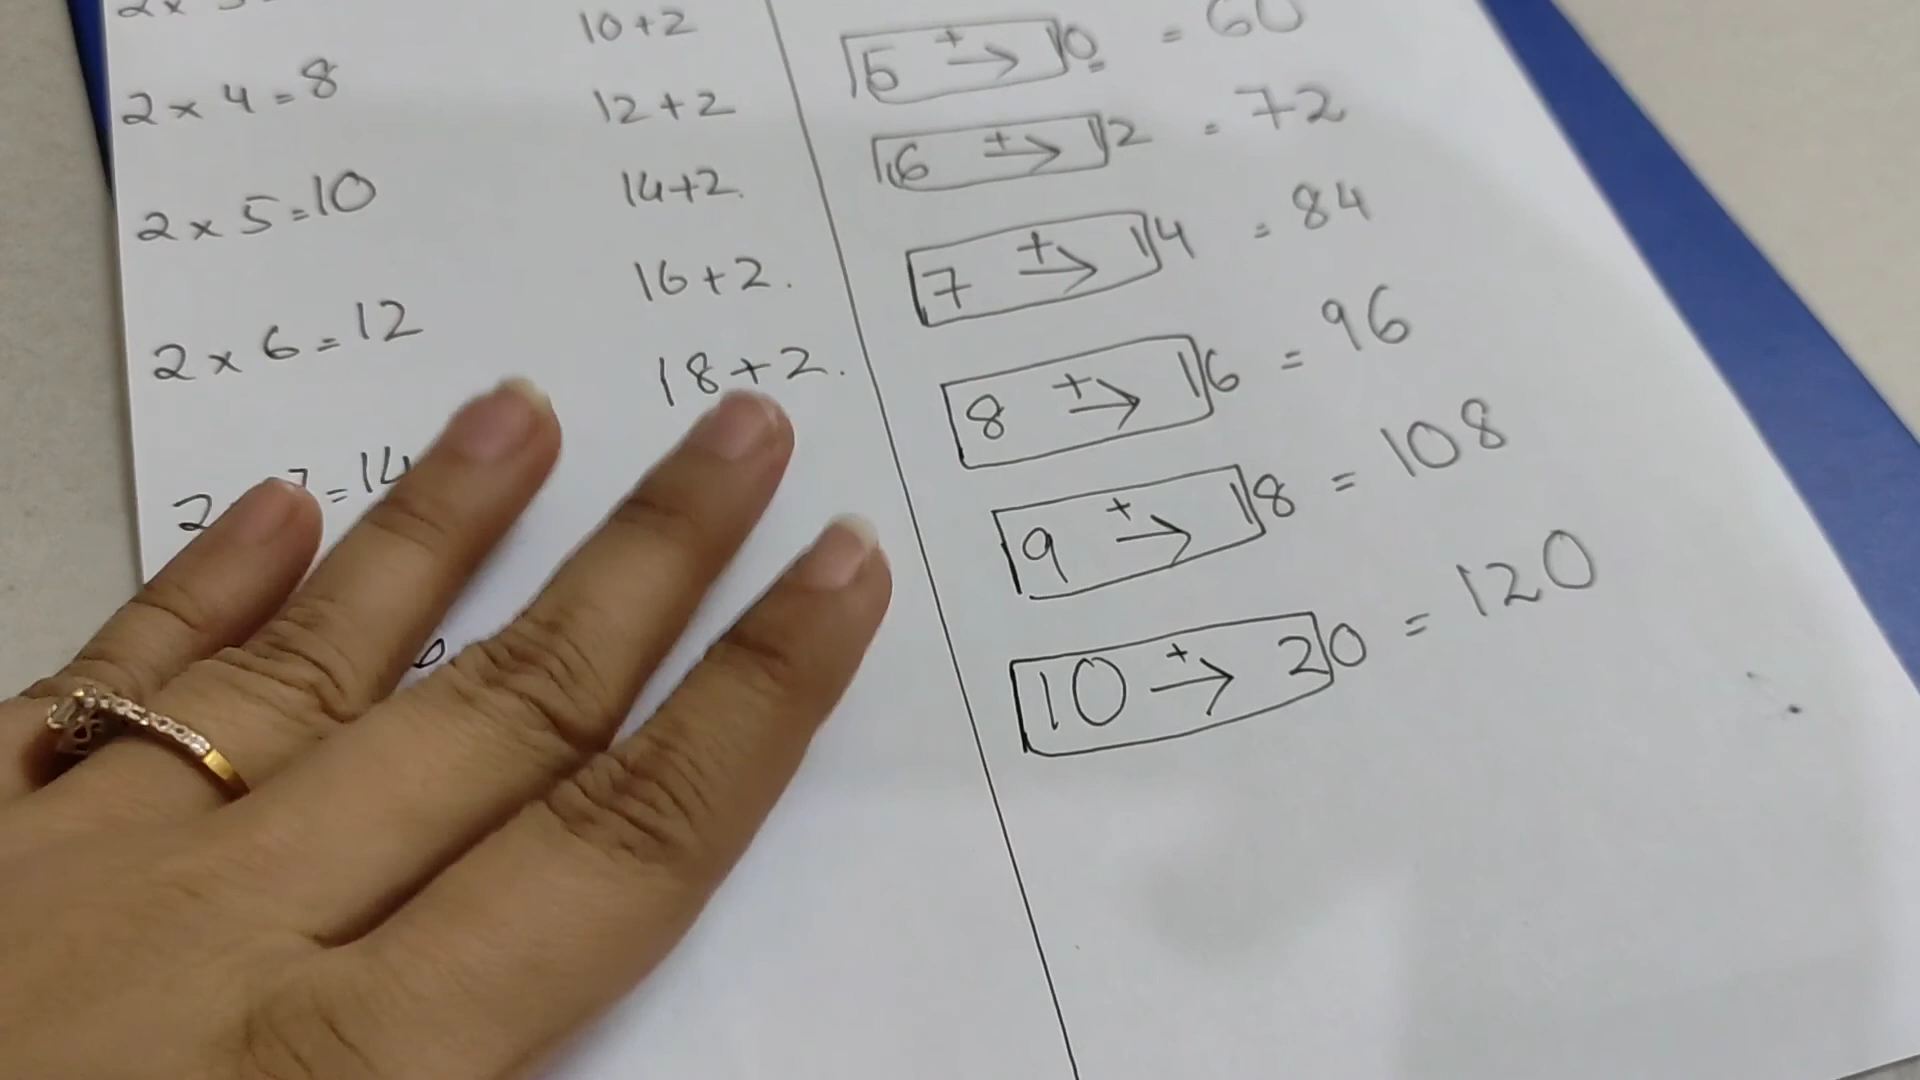 2 x 4 = 8
2 x 5 = 10
2 x 6 = 12
= 14
10 + 2
12 + 2
14 + 2.
16 + 2.
18 + 2.
5 + → 10 = 60
6 + → 12 = 72
7 + → 14 = 84
8 + → 16 = 96
9 + → 18 = 108
10 + → 20 = 120